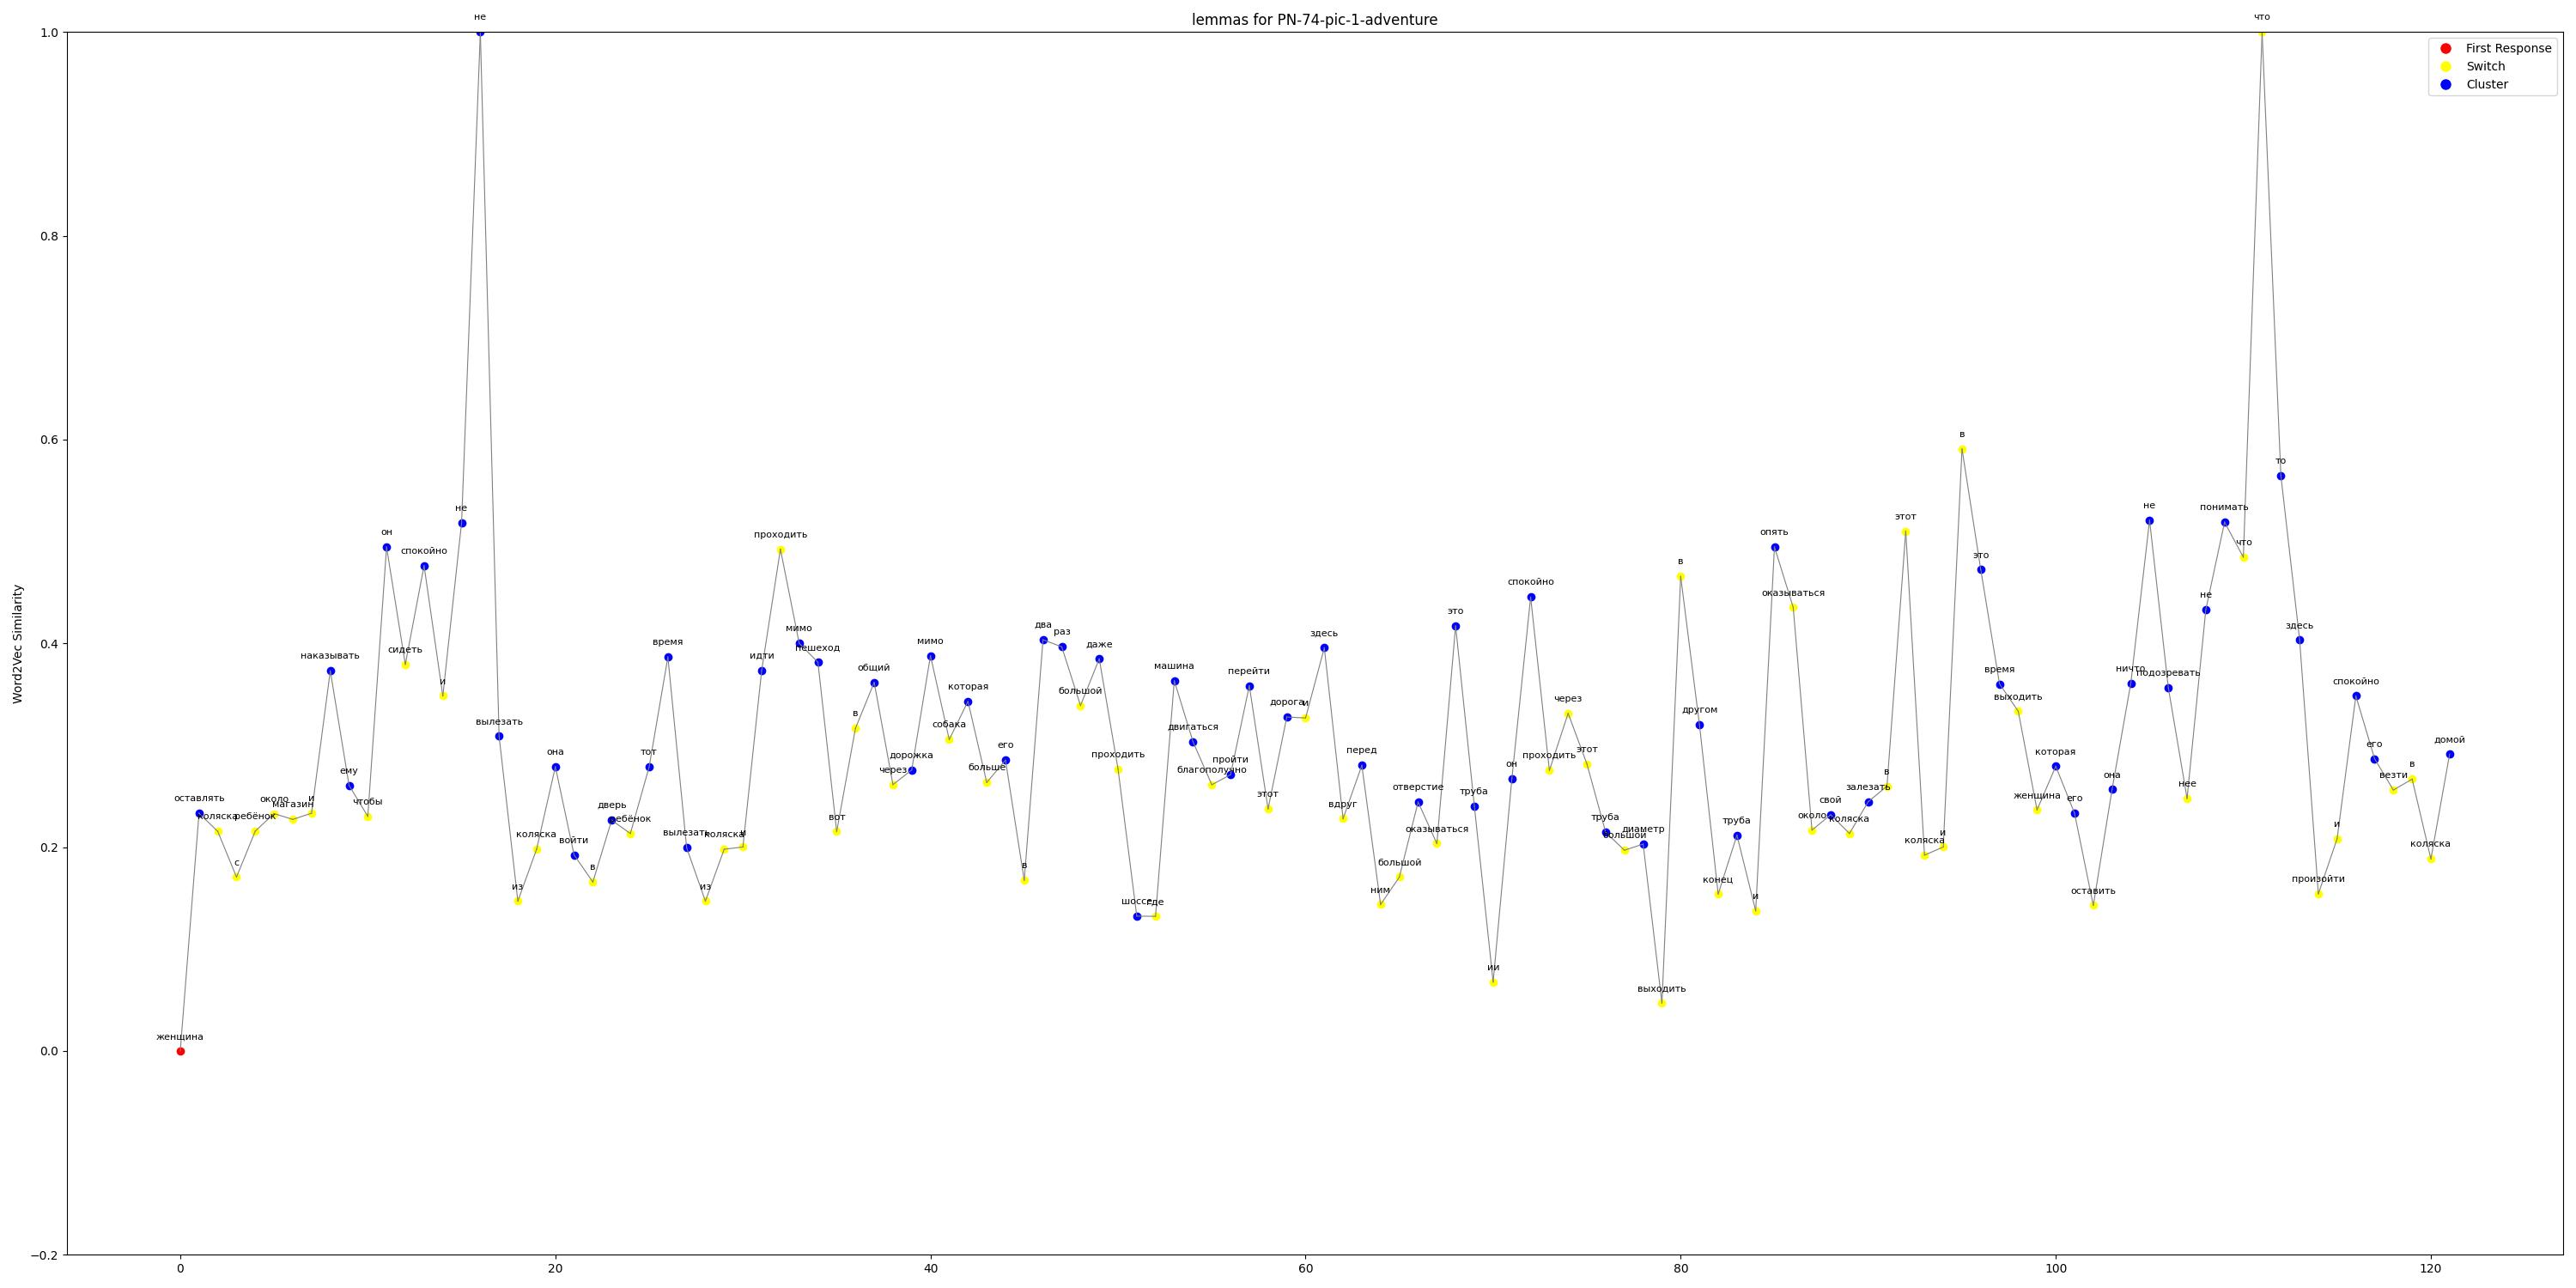 lemmas for PN-74-pic-1-adventure
First Response
Switch
Cluster
Word2Vec Similarity
1.0
0.8
0.6
0.4
0.2
0.0
−0.2
0
20
40
60
80
100
120
женщина
оставлять
коляска
с
ребёнок
около
магазин
и
наказывать
ему
чтобы
он
сидеть
спокойно
и
не
не
вылезать
из
коляска
она
войти
в
дверь
ребёнок
тот
время
вылезать
из
коляска
и
идти
проходить
мимо
пешеход
вот
в
общий
через
дорожка
мимо
собака
которая
больше
его
в
два
раз
большой
даже
проходить
шоссе
где
машина
двигаться
благополучно
пройти
перейти
этот
дорога
и
здесь
вдруг
перед
ним
большой
отверстие
оказываться
это
труба
ии
он
спокойно
проходить
через
этот
труба
большой
диаметр
выходить
в
другом
конец
труба
и
опять
оказываться
около
свой
коляска
залезать
в
этот
коляска
и
в
это
время
выходить
женщина
которая
его
оставить
она
ничто
не
подозревать
нее
не
понимать
что
что
то
здесь
произойти
и
спокойно
его
везти
в
коляска
домой